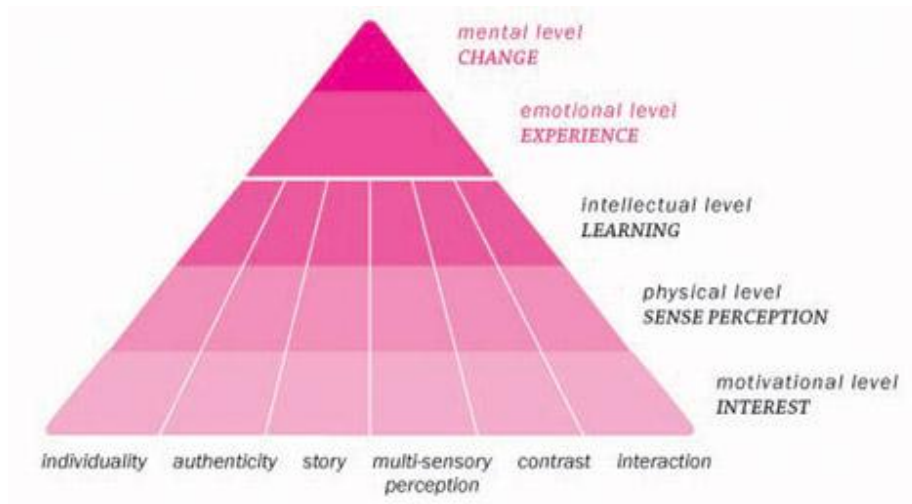 mental level
CHANGE
emotional level
EXPERIENCE
intellectual level
LEARNING
physical level
SENSE PERCEPTION
motivational level
INTEREST
individuality authenticity story multi-sensory contrast interaction
perception